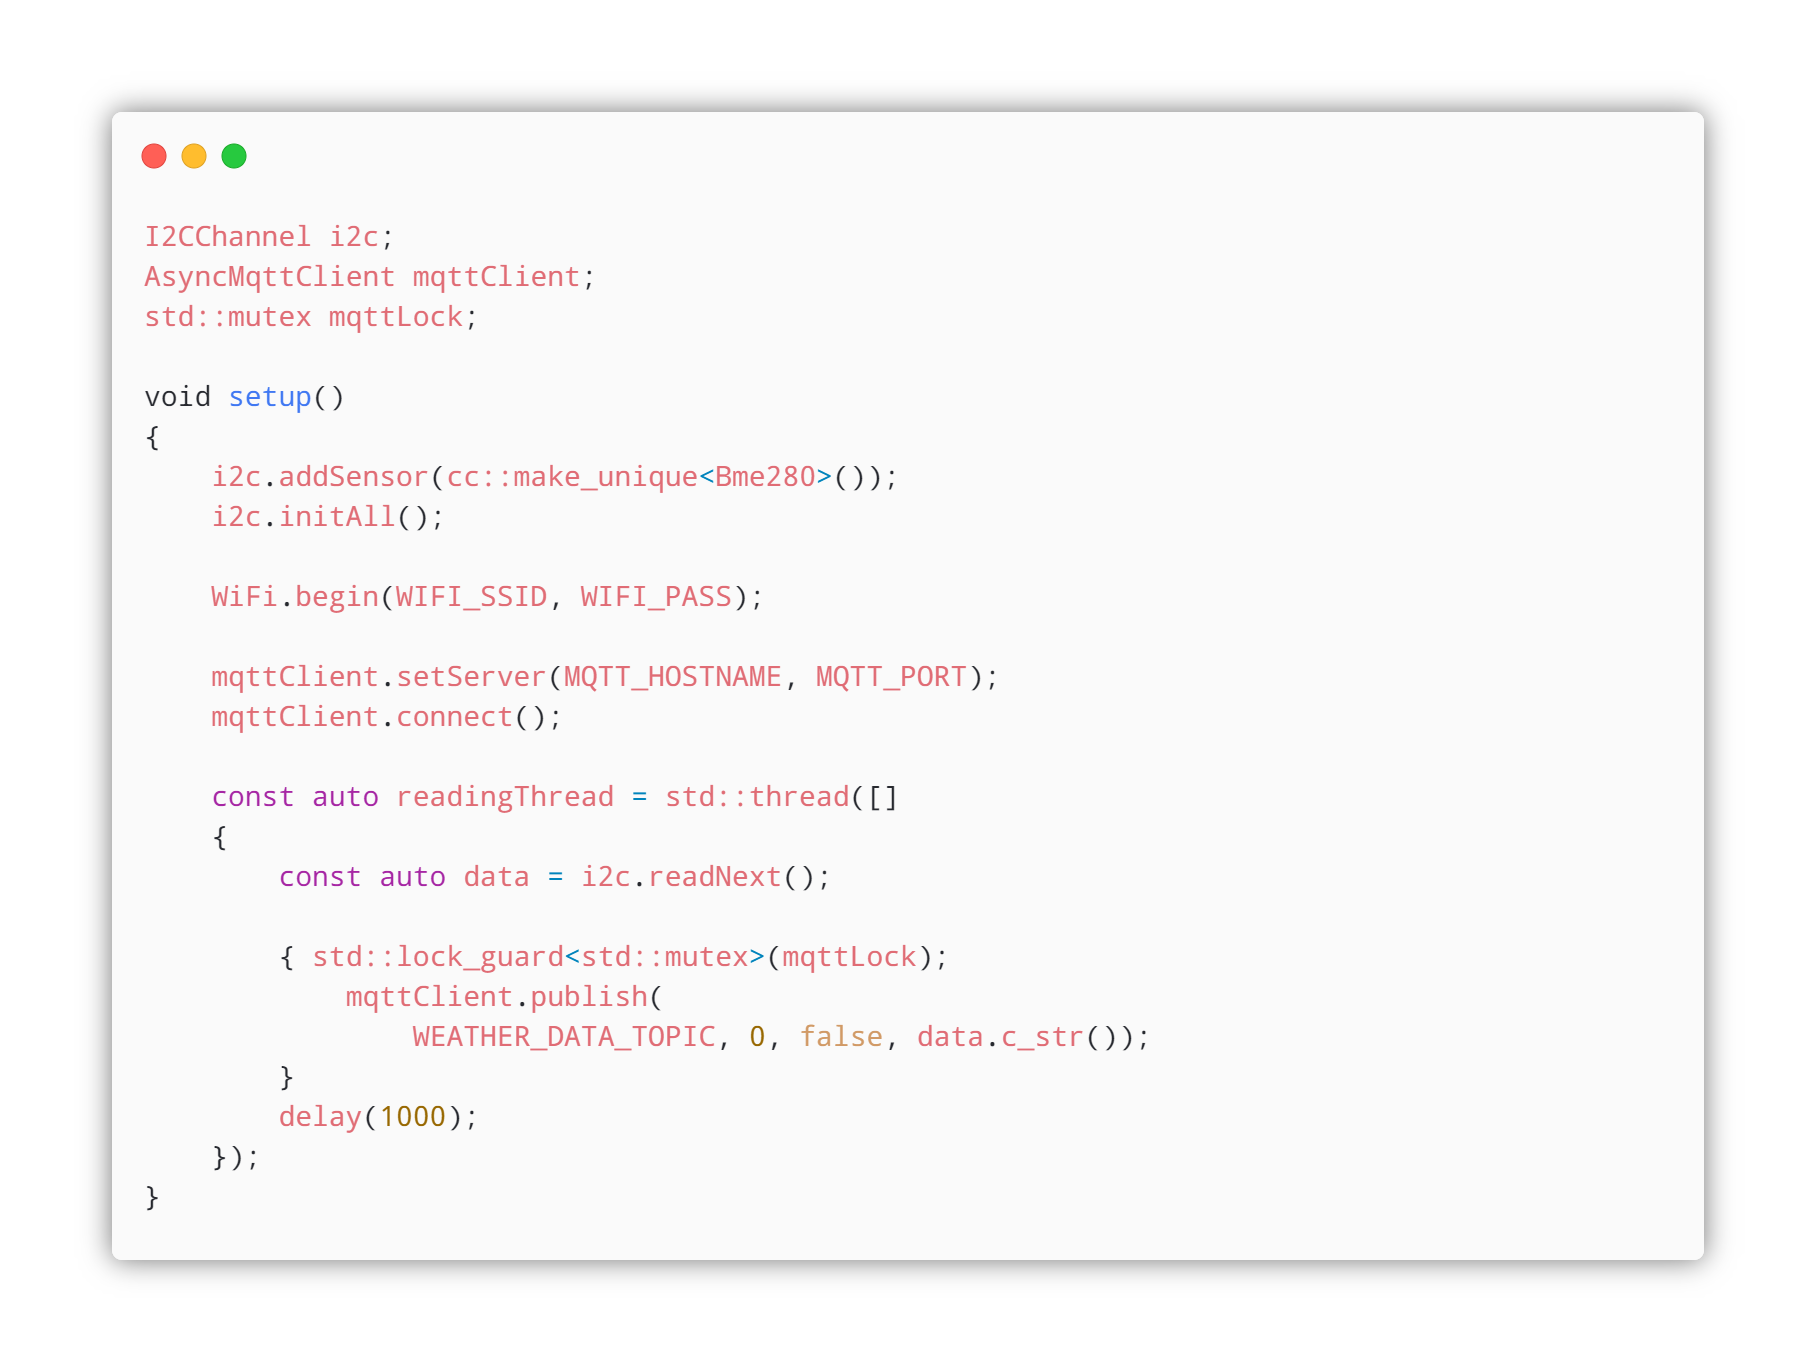 I2CChannel i2c;
AsyncMqttClient mqttClient;
std::mutex mqttLock;

void setup()
{
    i2c.addSensor(cc::make_unique<Bme280>());
    i2c.initAll();

    WiFi.begin(WIFI_SSID, WIFI_PASS);

    mqttClient.setServer(MQTT_HOSTNAME, MQTT_PORT);
    mqttClient.connect();

    const auto readingThread = std::thread([]
    {
        const auto data = i2c.readNext();

        { std::lock_guard<std::mutex>(mqttLock);
            mqttClient.publish(
                WEATHER_DATA_TOPIC, 0, false, data.c_str());
        }
        delay(1000);
    });
}